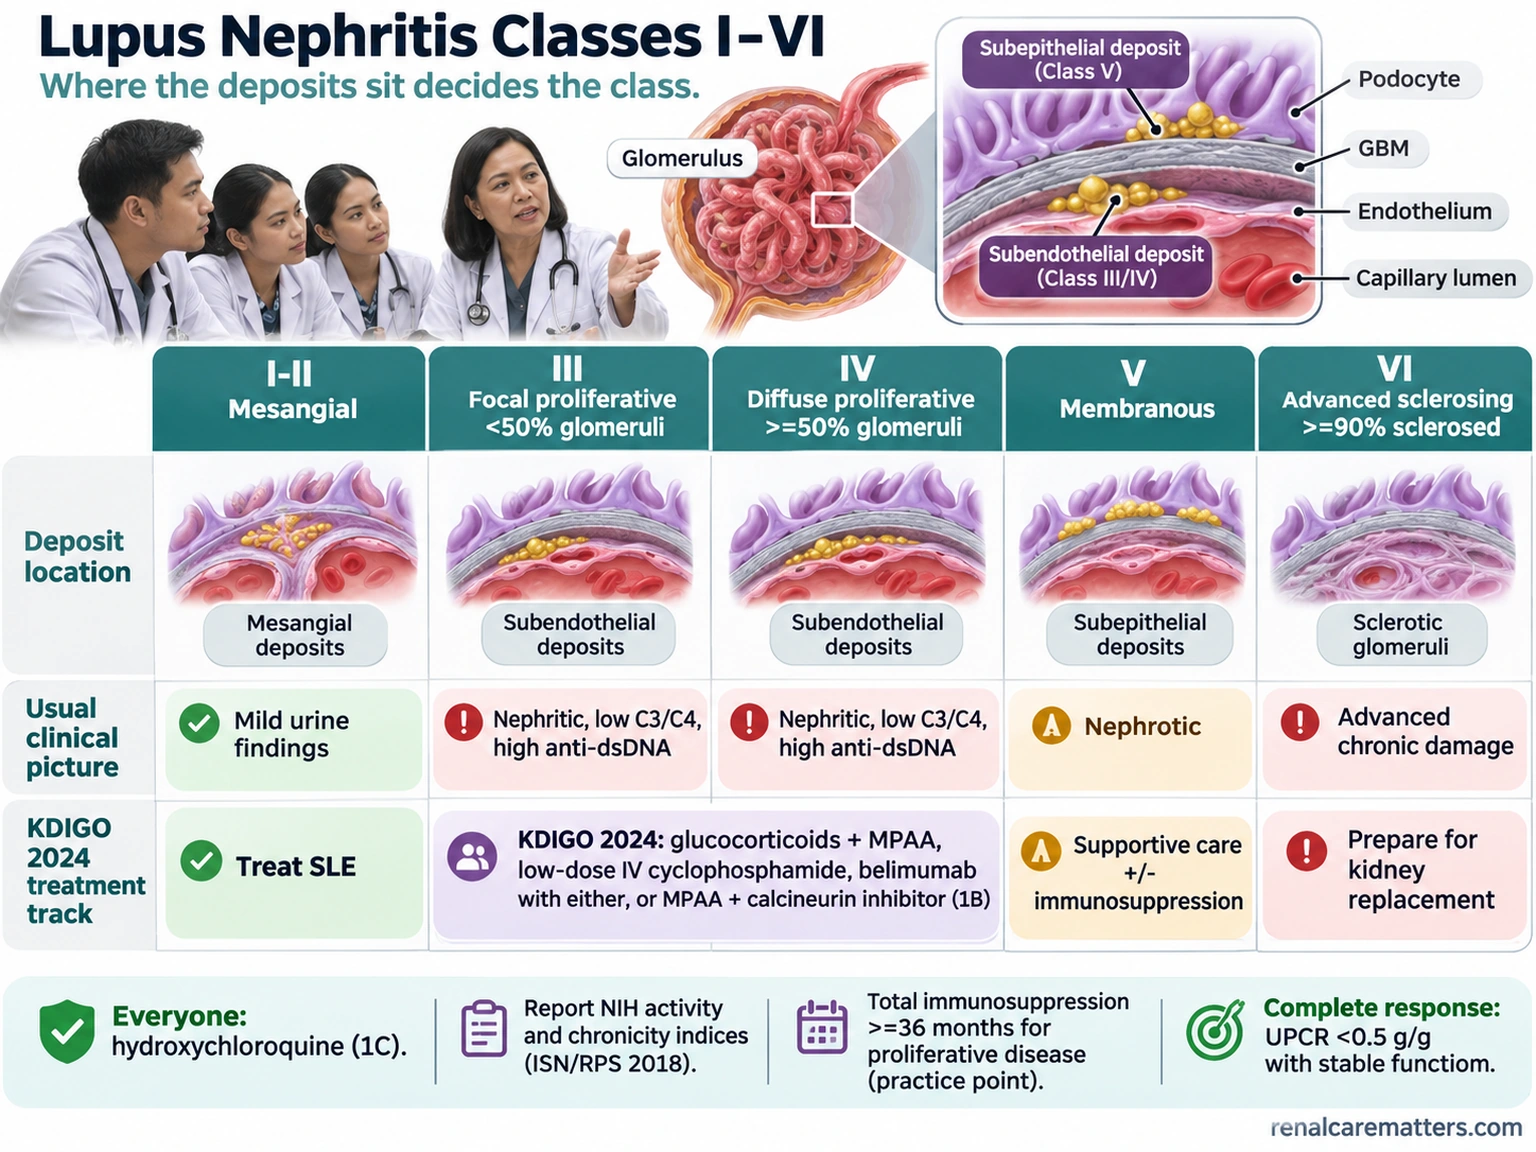 Lupus Nephritis Classes I–VI
Where the deposits sit decides the class.
Glomerulus
Subepithelial deposit
(Class V)
Subendothelial deposit
(Class III/IV)
Podocyte
GBM
Endothelium
Capillary lumen
I-II
Mesangial
III
Focal proliferative
<50% glomeruli
IV
Diffuse proliferative
>=50% glomeruli
V
Membranous
VI
Advanced sclerosing
>=90% sclerosed
Deposit
location
Mesangial
deposits
Subendothelial
deposits
Subendothelial
deposits
Subepithelial
deposits
Sclerotic
glomeruli
Usual
clinical
picture
Mild urine
findings
Nephritic, low C3/C4,
high anti-dsDNA
Nephritic, low C3/C4,
high anti-dsDNA
Nephrotic
Advanced
chronic damage
KDIGO
2024
treatment
track
Treat SLE
KDIGO 2024: glucocorticoids + MPAA,
low-dose IV cyclophosphamide, belimumab
with either, or MPAA + calcineurin inhibitor (1B)
Supportive care
+/-
immunosuppression
Prepare for
kidney
replacement
Everyone:
hydroxychloroquine (1C).
Report NIH activity
and chronicity indices
(ISN/RPS 2018).
Total immunosuppression
>=36 months for
proliferative disease
(practice point).
Complete response:
UPCR <0.5 g/g
with stable functiom.
renalcarematters.com